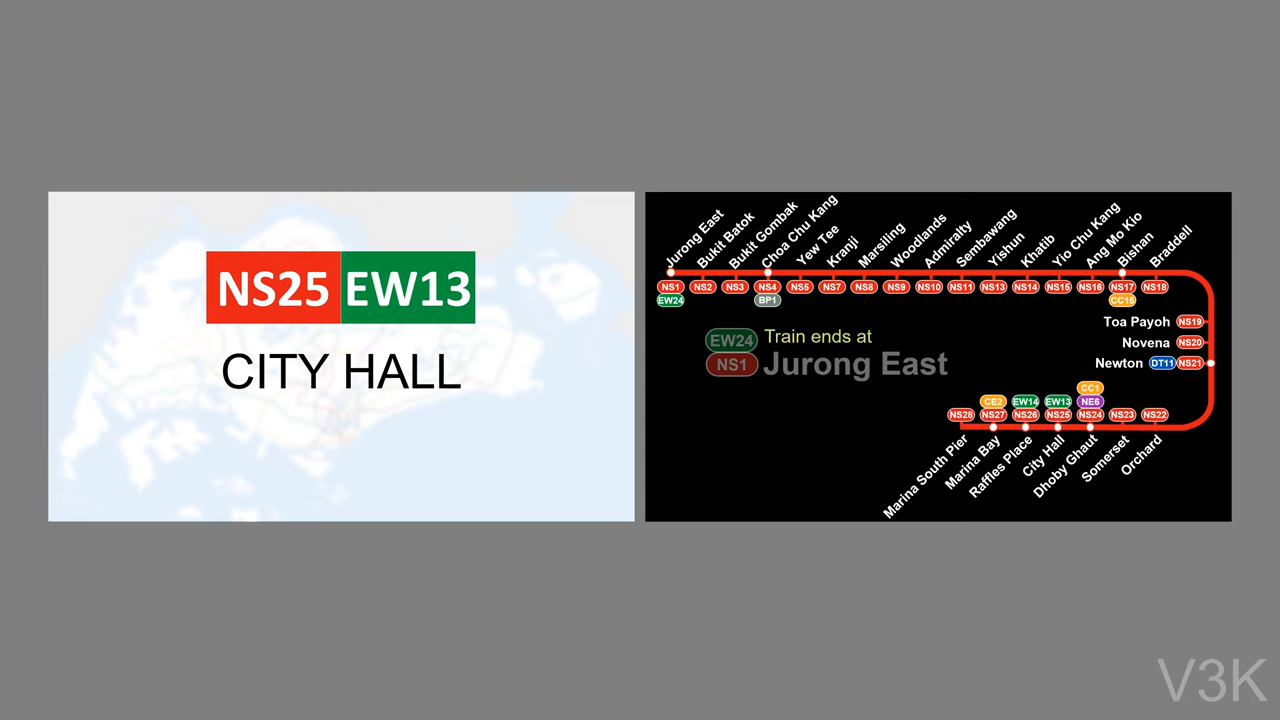 NS25 EW13
CITY HALL
Jurong East
Bukit Batok
Bukit Gombak
Choa Chu Kang
Yew Tee
Kranji
Marsiling
Woodlands
Admiralty
Sembawang
Yishun
Khatib
Yio Chu Kang
Ang Mo Kio
Bishan
Braddell
NS1 NS2 NS3 NS4 NS5 NS7 NS8 NS9 NS10 NS11 NS13 NS14 NS15 NS16 NS17 NS18
EW24 BP1 CC15
Toa Payoh NS19
Novena NS20
Newton DT11 NS21
EW24 Train ends at
NS1 Jurong East
CC1
CE2 EW14 EW13 NE6
NS28 NS27 NS26 NS25 NS24 NS23 NS22
Marina South Pier
Marina Bay
Raffles Place
City Hall
Dhoby Ghaut
Somerset
Orchard
V3K